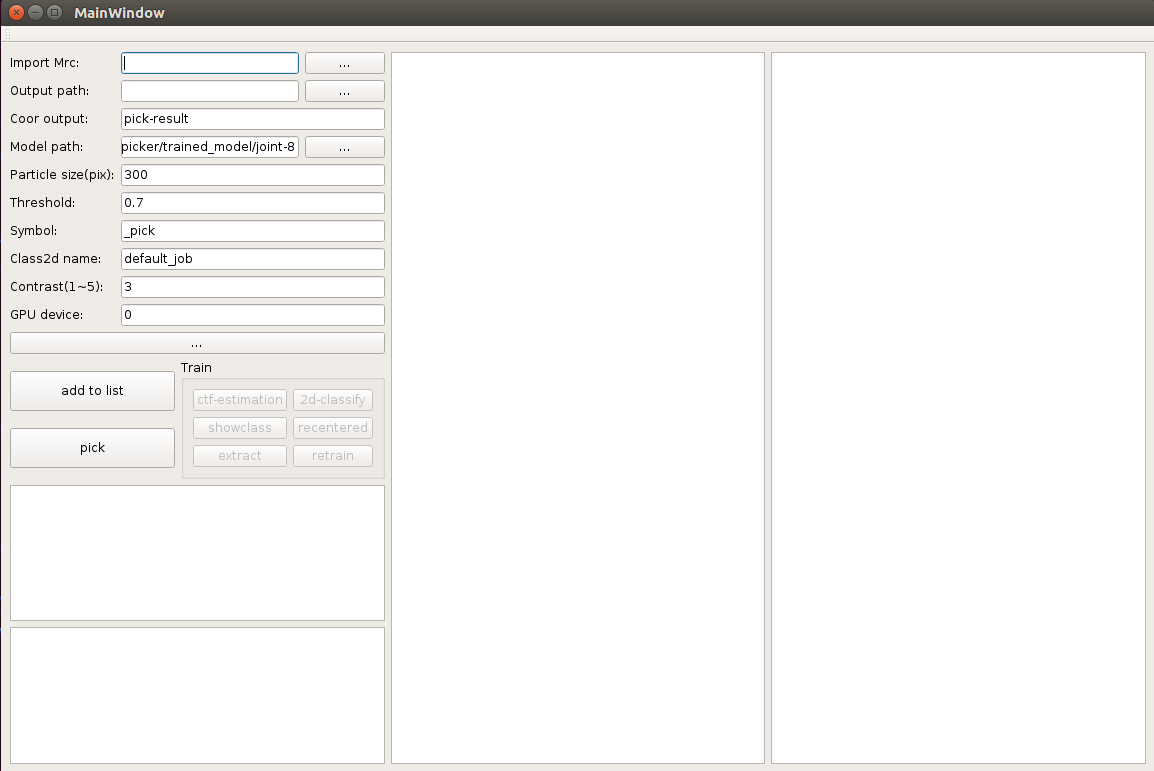 MainWindow
Import Mrc: ...
Output path: ...
Coor output: pick-result
Model path: picker/trained_model/joint-8 ...
Particle size(pix): 300
Threshold: 0.7
Symbol: _pick
Class2d name: default_job
Contrast(1~5): 3
GPU device: 0
...
add to list
pick
Train
ctf-estimation 2d-classify
showclass recentered
extract retrain